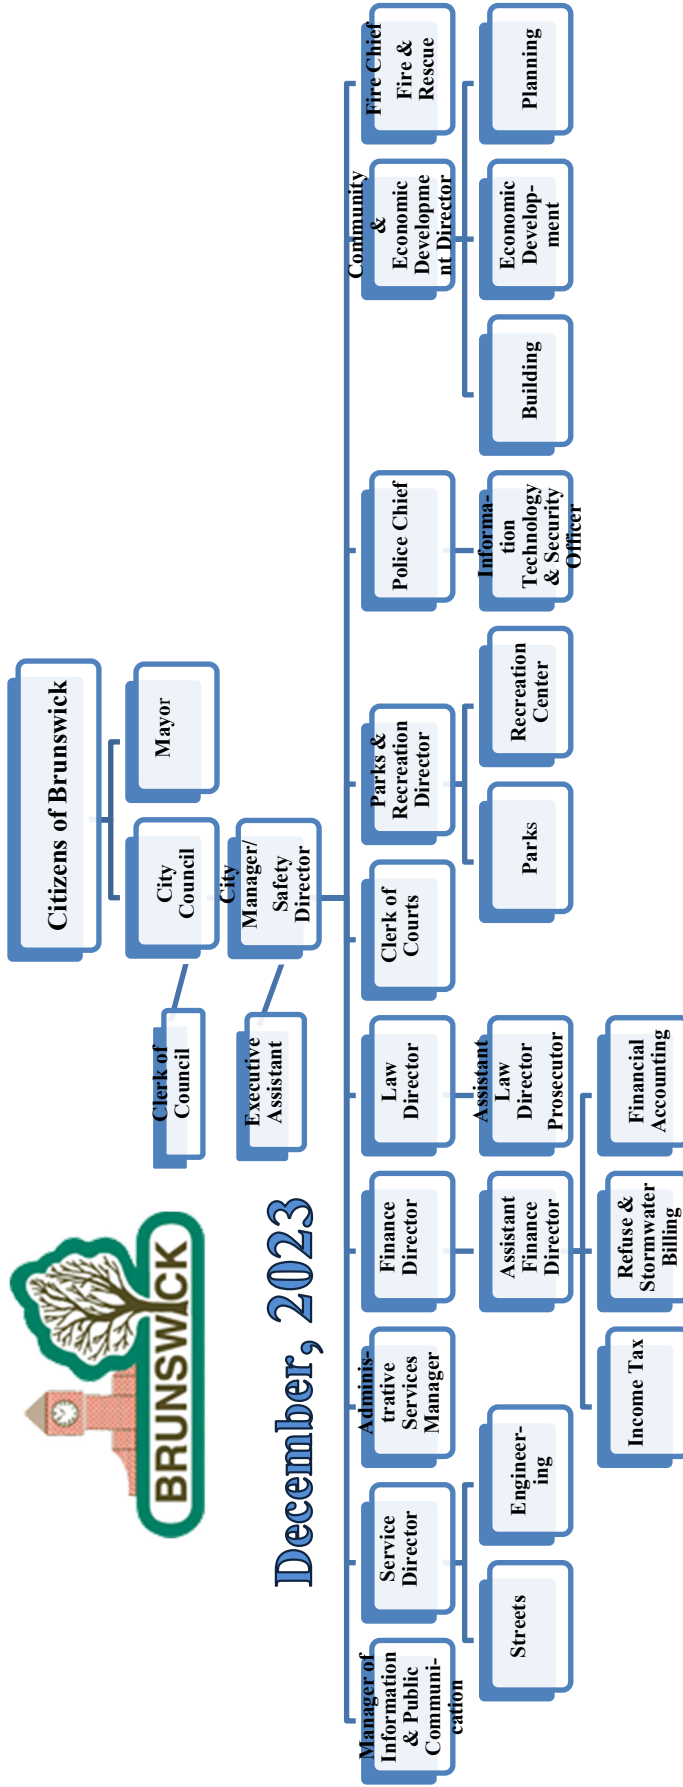 BRUNSWICK
December, 2023
Citizens of Brunswick
City
Council
Mayor
Clerk of
Council
City
Manager/
Safety
Director
Executive
Assistant
Manager of
Information
& Public
Communi-
cation
Service
Director
Adminis-
trative
Services
Manager
Finance
Director
Law
Director
Clerk of
Courts
Parks &
Recreation
Director
Police Chief
Community
&
Economic
Developme
nt Director
Fire Chief
Fire &
Rescue
Streets
Engineer-
ing
Assistant
Finance
Director
Assistant
Law
Director
Prosecutor
Parks
Recreation
Center
Informa-
tion
Technology
& Security
Officer
Building
Economic
Develop-
ment
Planning
Income Tax
Refuse &
Stormwater
Billing
Financial
Accounting